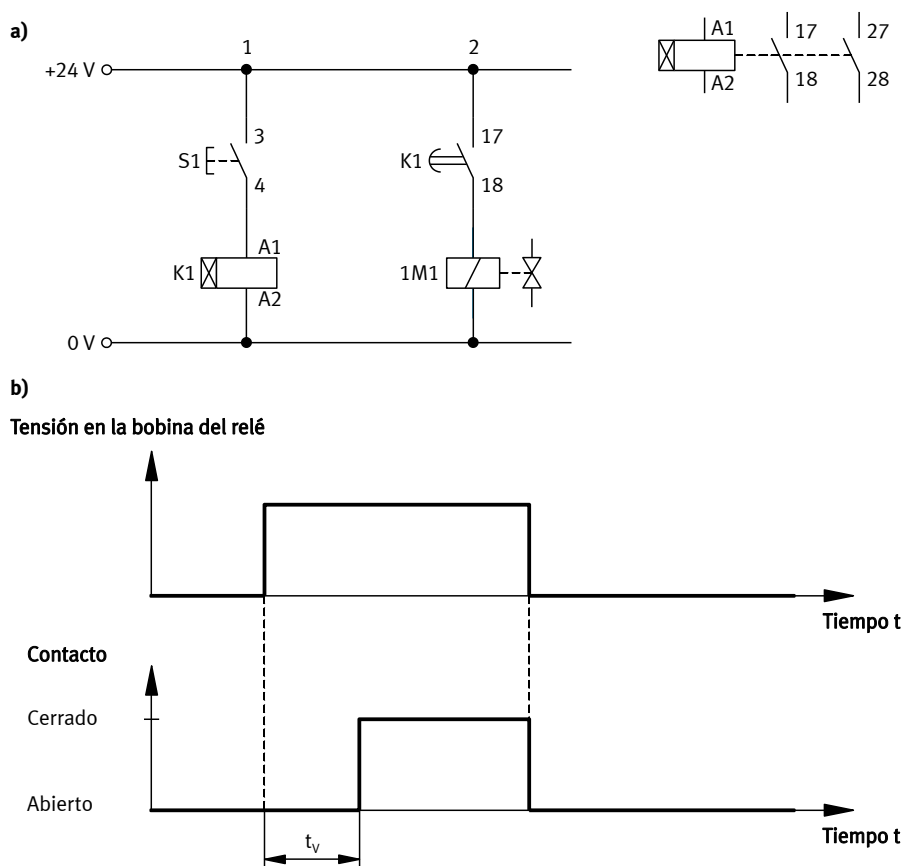 a)
1
2
+24 V
3
S1
4
17
K1
18
A1
K1
A2
1M1
0 V
A1
17
27
A2
18
28
b)
Tensión en la bobina del relé
Tiempo t
Contacto
Cerrado
Abierto
tv
Tiempo t